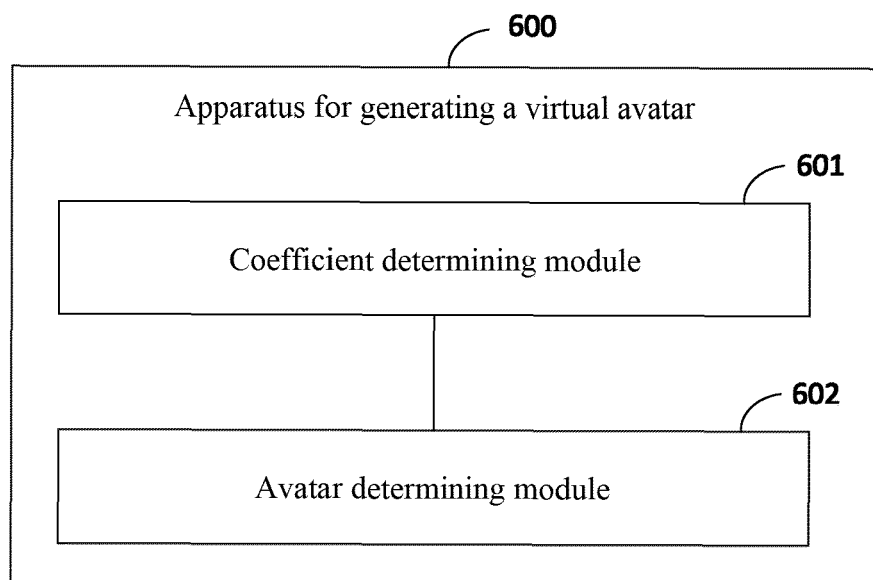 600
Apparatus for generating a virtual avatar
601
Coefficient determining module
602
Avatar determining module